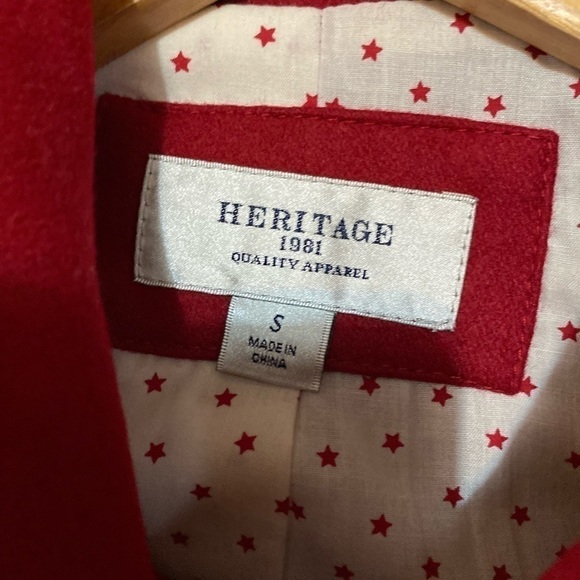 HERITAGE
1981
QUALITY APPAREL
S
MADE IN
CHINA